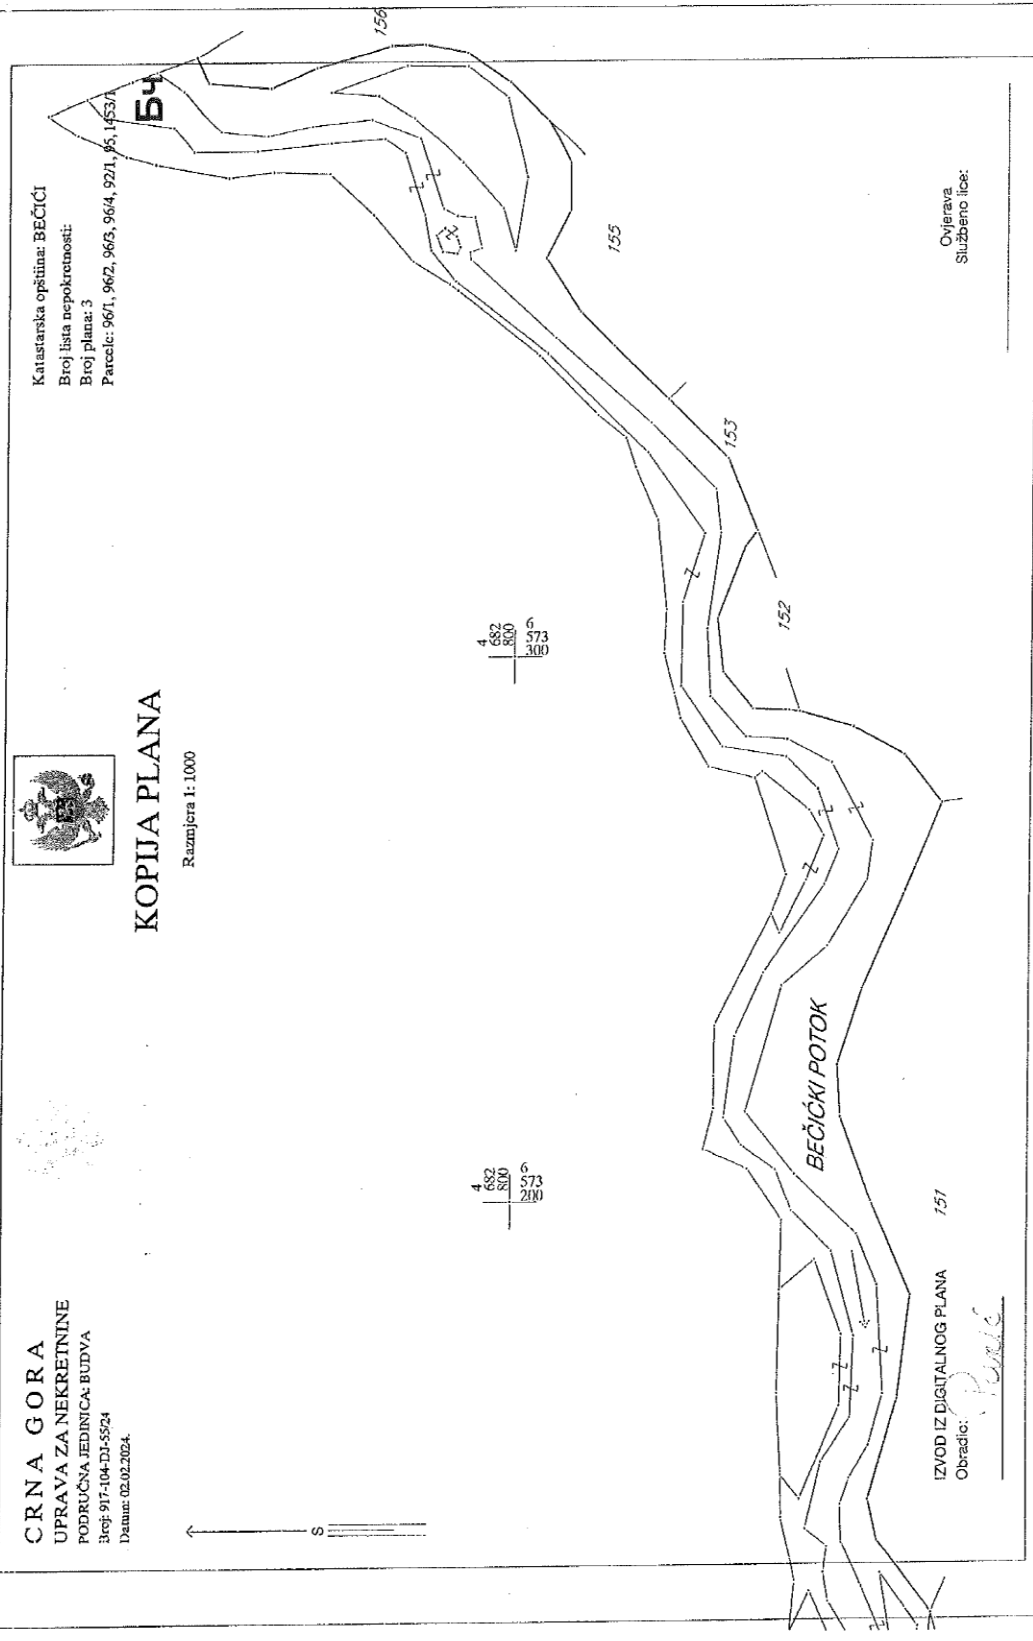 CRNA GORA
UPRAVA ZA NEKRETNINE
PODRUČNA JEDINICA: BUDVA
Broj: 917-104-DJ-55/24
Datum: 02.02.2024.
KOPIJA PLANA
Razmjera 1: 1000
Katastarska opština: BEČIĆI
Broj lista nepokretnosti:
Broj plana: 3
Parcele: 96/1, 96/2, 96/3, 96/4, 92/1, 95, 1453/1
Бч
S
4
682
800
6
573
200
4
682
800
6
573
300
156
155
153
152
BEČIĆKI POTOK
151
IZVOD IZ DIGITALNOG PLANA
Obradio:
Ovjerava
Službeno lice: